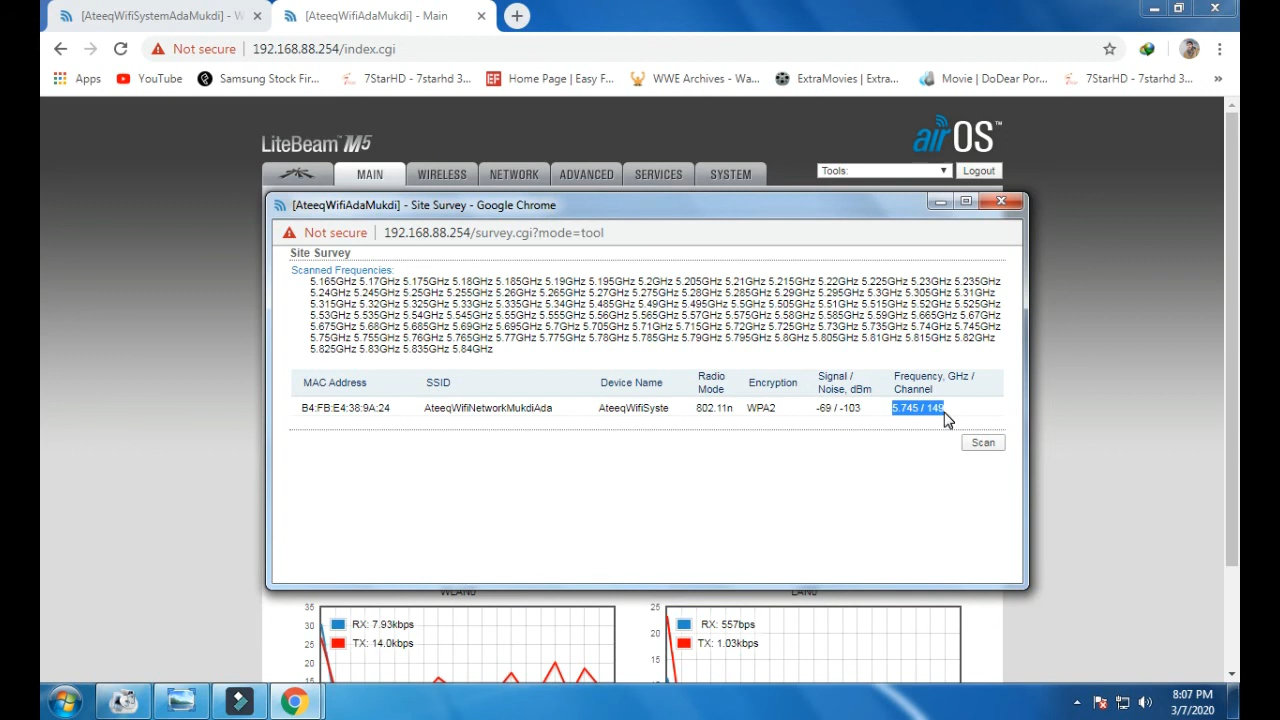 [AteeqWifiSystemAdaMukdi] - W
[AteeqWifiAdaMukdi] - Main
Not secure
192.168.88.254/index.cgi
Apps
YouTube
Samsung Stock Fir...
7StarHD - 7starhd 3...
EF
Home Page | Easy F...
WWE Archives - Wa...
ExtraMovies | Extra...
Movie | DoDear Por...
7StarHD - 7starhd 3...
»
LiteBeam™ M5
airOS™
MAIN
WIRELESS
NETWORK
ADVANCED
SERVICES
SYSTEM
Tools:
Logout
[AteeqWifiAdaMukdi] - Site Survey - Google Chrome
Not secure
192.168.88.254/survey.cgi?mode=tool
Site Survey
Scanned Frequencies:
5.165GHz 5.17GHz 5.175GHz 5.18GHz 5.185GHz 5.19GHz 5.195GHz 5.2GHz 5.205GHz 5.21GHz 5.215GHz 5.22GHz 5.225GHz 5.23GHz 5.235GHz
5.24GHz 5.245GHz 5.25GHz 5.255GHz 5.26GHz 5.265GHz 5.27GHz 5.275GHz 5.28GHz 5.285GHz 5.29GHz 5.295GHz 5.3GHz 5.305GHz 5.31GHz
5.315GHz 5.32GHz 5.325GHz 5.33GHz 5.335GHz 5.34GHz 5.485GHz 5.49GHz 5.495GHz 5.5GHz 5.505GHz 5.51GHz 5.515GHz 5.52GHz 5.525GHz
5.53GHz 5.535GHz 5.54GHz 5.545GHz 5.55GHz 5.555GHz 5.56GHz 5.565GHz 5.57GHz 5.575GHz 5.58GHz 5.585GHz 5.59GHz 5.665GHz 5.67GHz
5.675GHz 5.68GHz 5.685GHz 5.69GHz 5.695GHz 5.7GHz 5.705GHz 5.71GHz 5.715GHz 5.72GHz 5.725GHz 5.73GHz 5.735GHz 5.74GHz 5.745GHz
5.75GHz 5.755GHz 5.76GHz 5.765GHz 5.77GHz 5.775GHz 5.78GHz 5.785GHz 5.79GHz 5.795GHz 5.8GHz 5.805GHz 5.81GHz 5.815GHz 5.82GHz
5.825GHz 5.83GHz 5.835GHz 5.84GHz
MAC Address
SSID
Device Name
Radio Mode
Encryption
Signal / Noise, dBm
Frequency, GHz / Channel
B4:FB:E4:38:9A:24
AteeqWifiNetworkMukdiAda
AteeqWifiSyste
802.11n
WPA2
-69 / -103
5.745 / 149
Scan
WLAN0
LAN0
35
30
25
20
15
RX: 7.93kbps
TX: 14.0kbps
25
20
15
RX: 557bps
TX: 1.03kbps
8:07 PM
3/7/2020